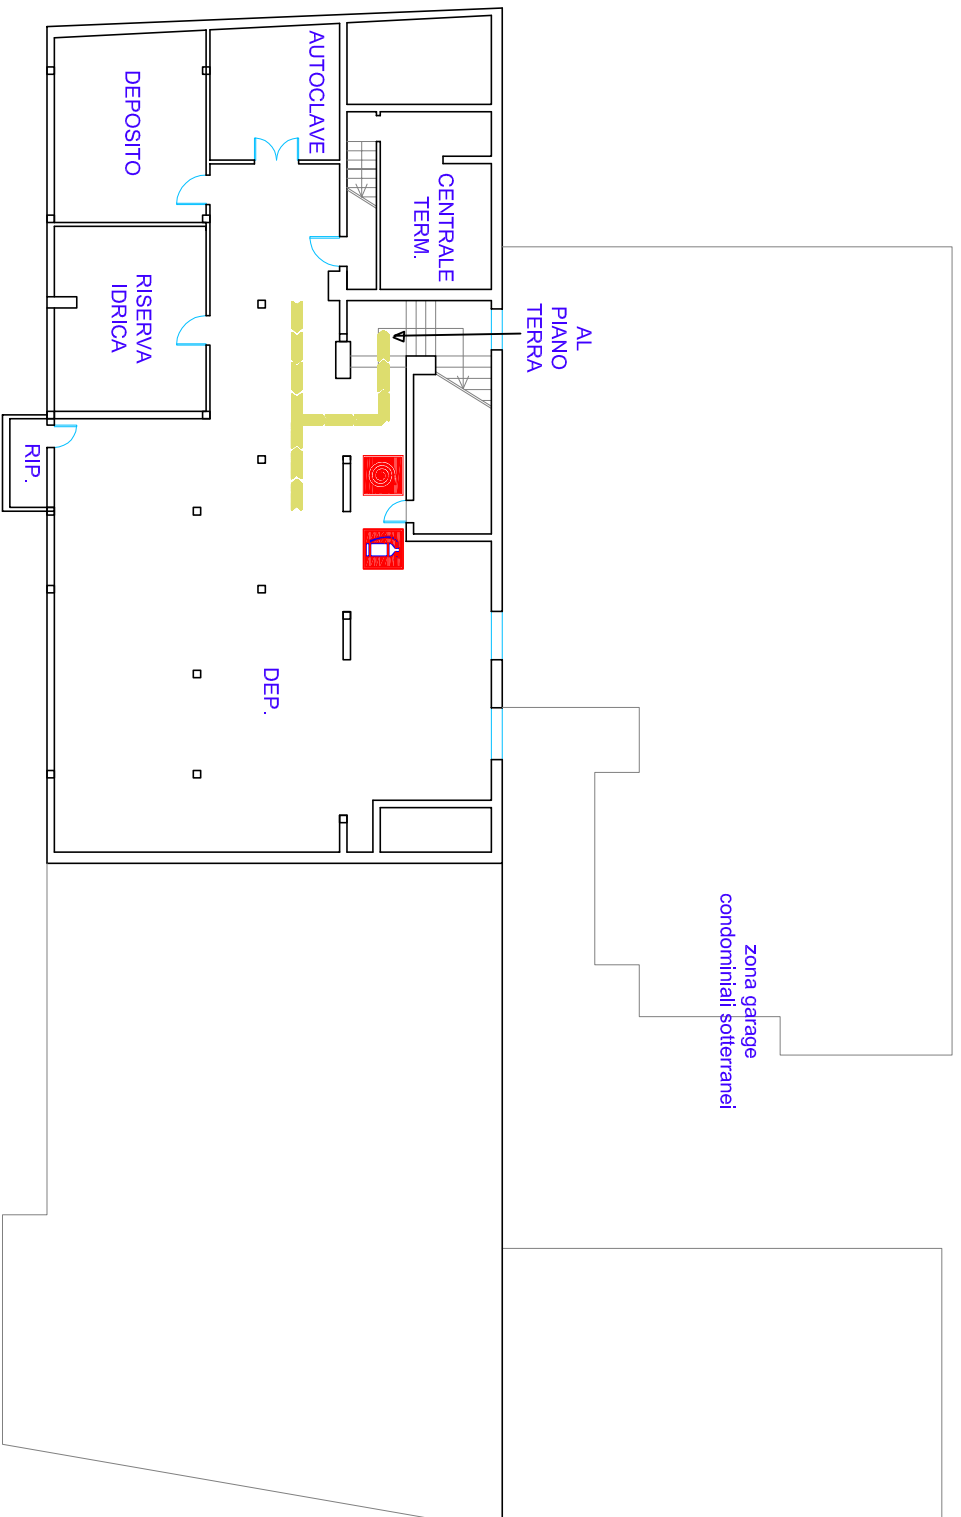 AUTOCLAVE
DEPOSITO
CENTRALE
TERM.
RISERVA
IDRICA
AL
PIANO
TERRA
RIP.
DEP.
zona garage
condominiali sotterranei